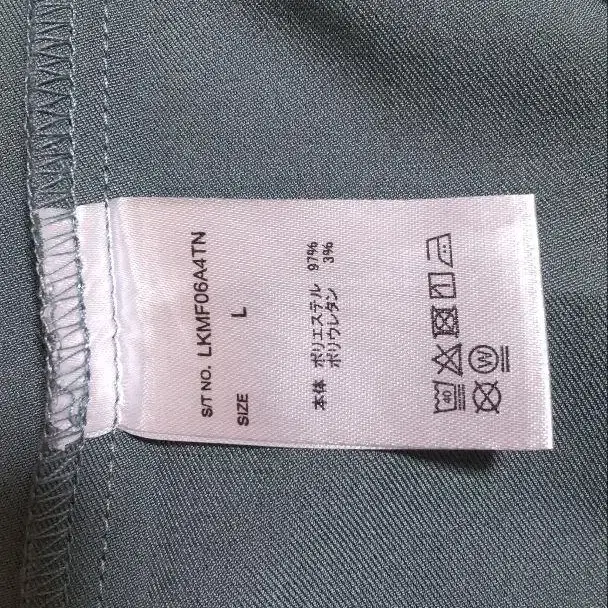 S/T NO. LKMF06A4TN
SIZE L
本体 ポリエステル 97%
ポリウレタン 3%
40
W